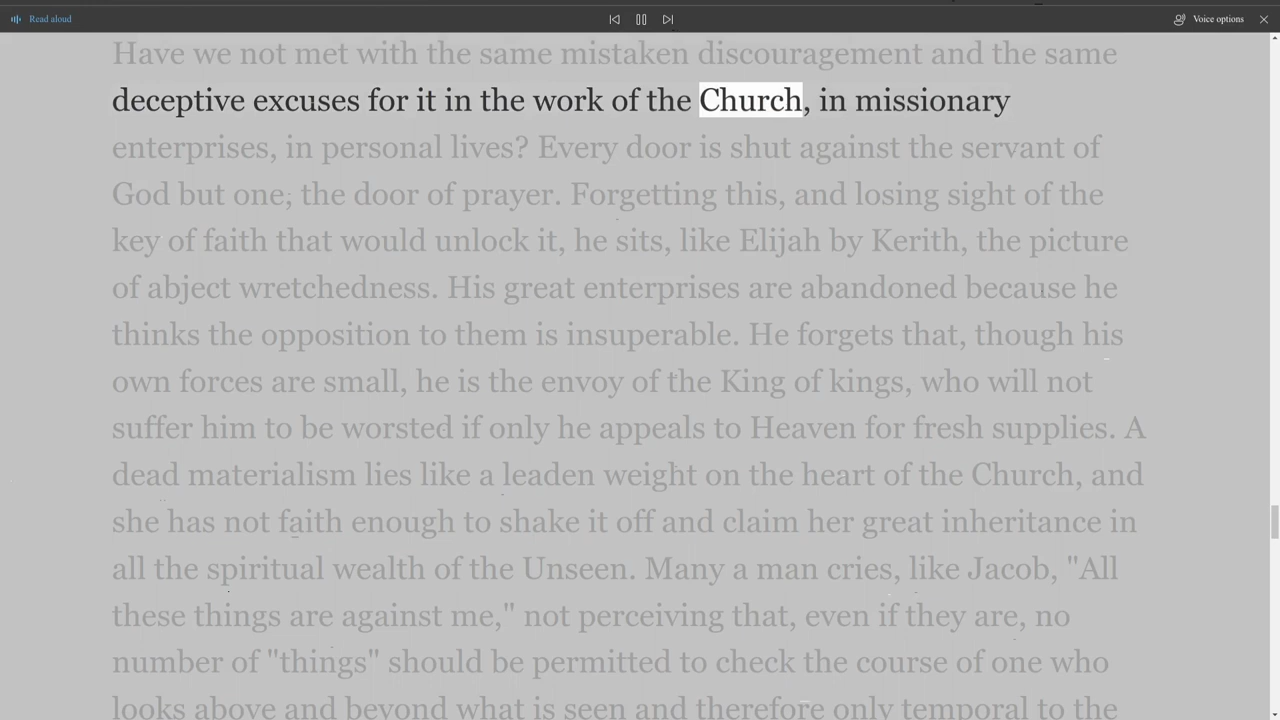 Read aloud
Voice options
Have we not met with the same mistaken discouragement and the same
deceptive excuses for it in the work of the Church, in missionary
enterprises, in personal lives? Every door is shut against the servant of
God but one; the door of prayer. Forgetting this, and losing sight of the
key of faith that would unlock it, he sits, like Elijah by Kerith, the picture
of abject wretchedness. His great enterprises are abandoned because he
thinks the opposition to them is insuperable. He forgets that, though his
own forces are small, he is the envoy of the King of kings, who will not
suffer him to be worsted if only he appeals to Heaven for fresh supplies. A
dead materialism lies like a leaden weight on the heart of the Church, and
she has not faith enough to shake it off and claim her great inheritance in
all the spiritual wealth of the Unseen. Many a man cries, like Jacob, "All
these things are against me," not perceiving that, even if they are, no
number of "things" should be permitted to check the course of one who
looks above and beyond what is seen and therefore only temporal to the